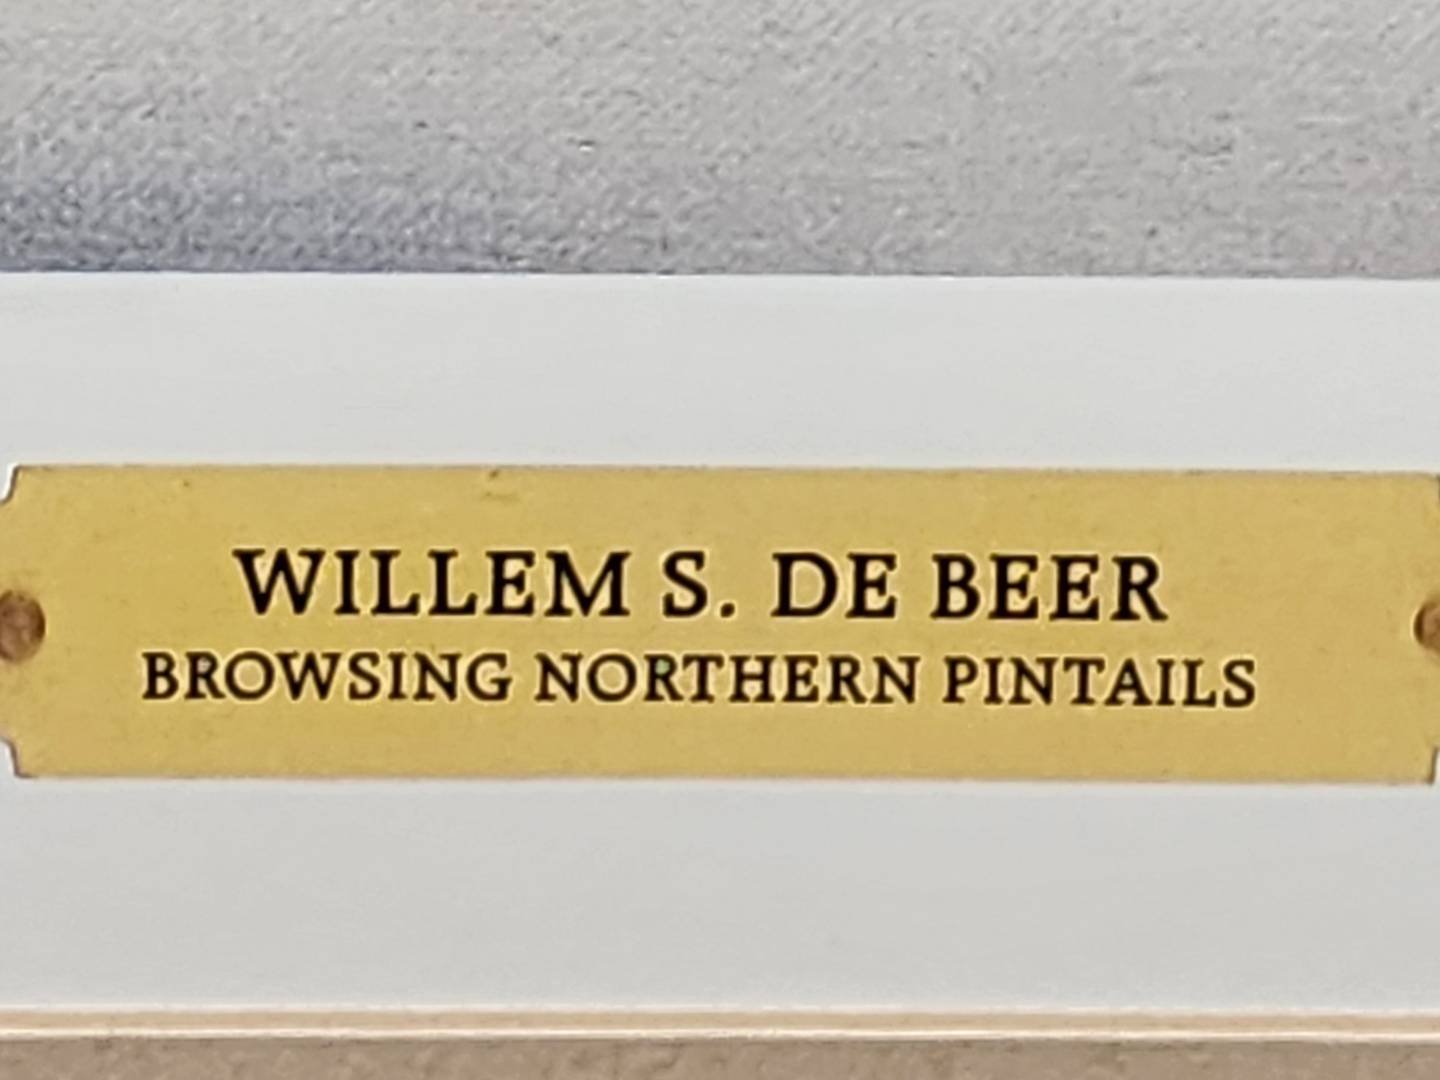 WILLEM S. DE BEER
BROWSING NORTHERN PINTAILS